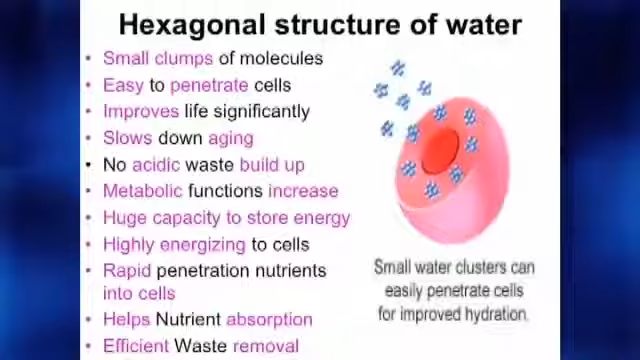 Hexagonal structure of water
• Small clumps of molecules
• Easy to penetrate cells
• Improves life significantly
• Slows down aging
• No acidic waste build up
• Metabolic functions increase
• Huge capacity to store energy
• Highly energizing to cells
• Rapid penetration nutrients
into cells
• Helps Nutrient absorption
• Efficient Waste removal
Small water clusters can
easily penetrate cells
for improved hydration.